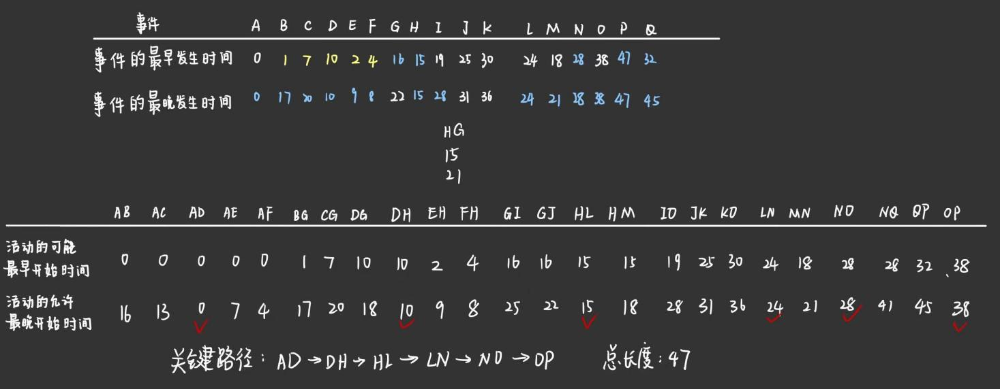 事件 A B C D E F G H I J K L M N O P Q
事件的最早发生时间 0 1 7 10 2 4 16 15 19 25 30 24 18 28 38 47 32
事件的最晚发生时间 0 17 20 10 9 8 22 15 28 31 36 24 21 28 38 47 45
HG
15
21
AB AC AD AE AF BG CG DG DH EH FH GI GJ HL HM IO JK KO LN MN NO NQ QP OP
活动的可能
最早开始时间 0 0 0 0 0 1 7 10 10 2 4 16 16 15 15 19 25 30 24 18 28 28 32 38
活动的允许
最晚开始时间 16 13 0 7 4 17 20 18 10 9 8 25 22 15 18 28 31 36 24 21 28 41 45 38
关键路径：AD→DH→HL→LN→NO→OP 总长度：47